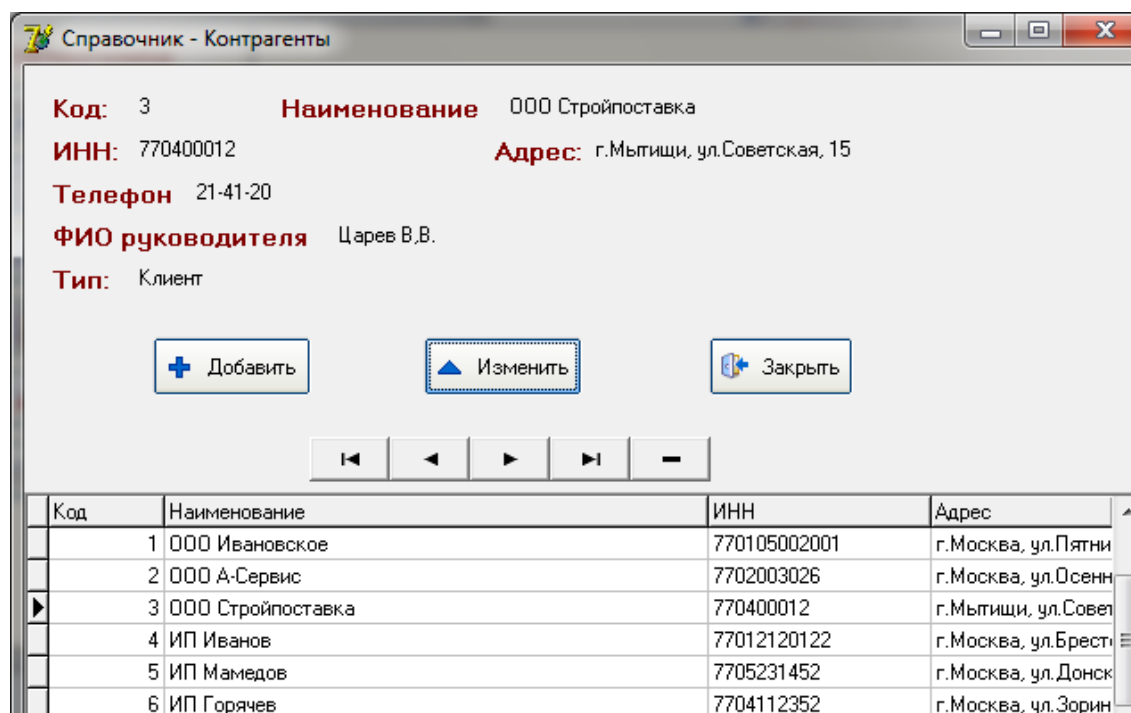 Справочник - Контрагенты
Код: 3 Наименование ООО Стройпоставка
ИНН: 770400012 Адрес: г.Мытищи, ул.Советская, 15
Телефон 21-41-20
ФИО руководителя Царев В,В.
Тип: Клиент
Добавить Изменить Закрыть
Код Наименование ИНН Адрес
1 ООО Ивановское 770105002001 г.Москва, ул.Пятни
2 ООО А-Сервис 7702003026 г.Москва, ул.Осенн
3 ООО Стройпоставка 770400012 г.Мытищи, ул.Совет
4 ИП Иванов 77012120122 г.Москва, ул.Брест
5 ИП Мамедов 7705231452 г.Москва, ул.Донск
6 ИП Горячев 7704112352 г.Москва, ул.Зорин